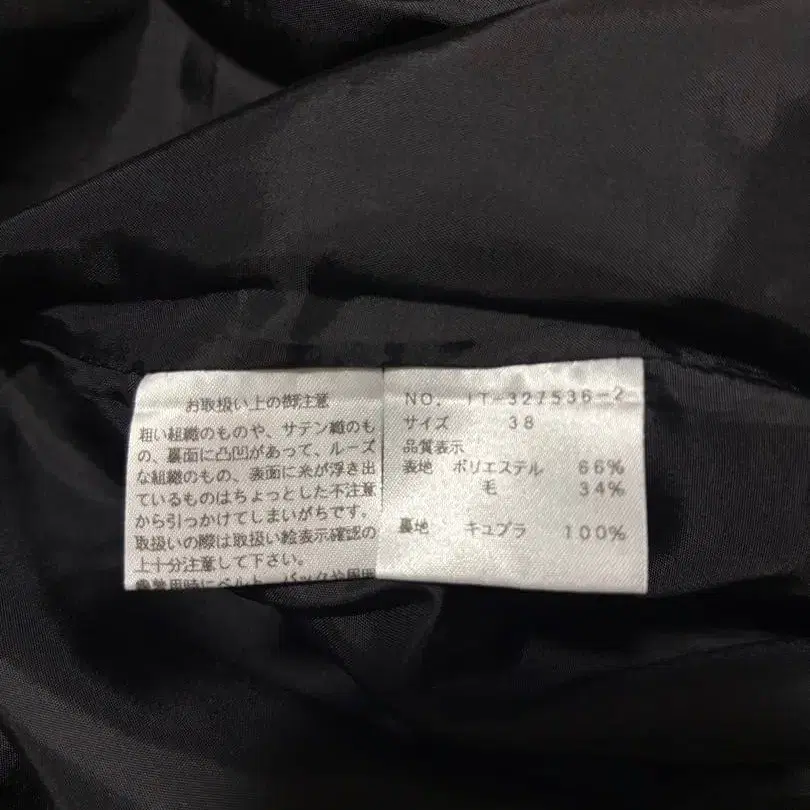 お取扱い上の御注意
粗い組織のものや、サテン織のも
の、裏面に凸凹があって、ルーズ
な組織のもの、表面に糸が浮き出
ているものはちょっとした不注意
から引っかけてしまいがちです。
取扱いの際は取扱い絵表示確認の
上十分注意して下さい。
NO. IT-327536-2
サイズ 38
品質表示
表地 ポリエステル 66%
毛 34%
裏地 キュプラ 100%